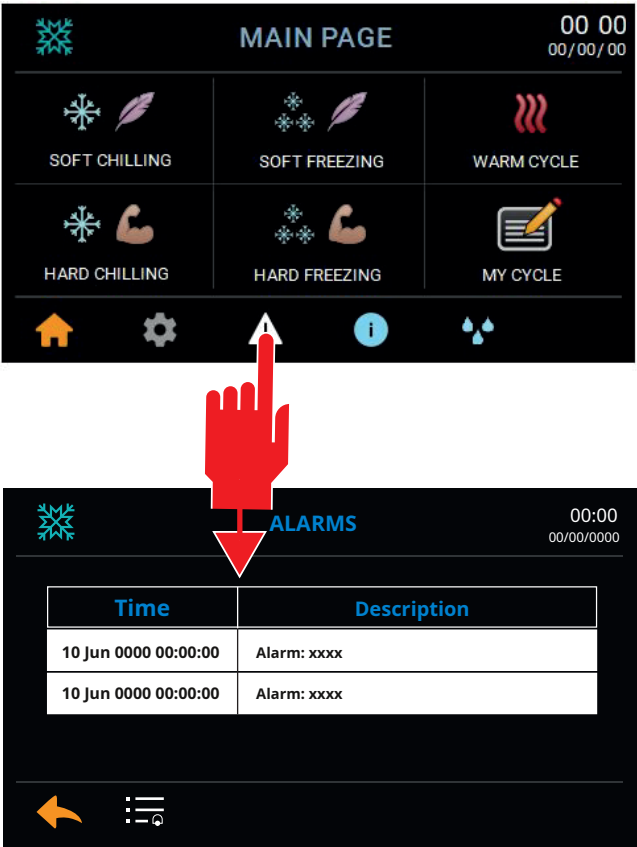 MAIN PAGE
00 00
00/00/00
SOFT CHILLING
SOFT FREEZING
WARM CYCLE
HARD CHILLING
HARD FREEZING
MY CYCLE
i
ALARMS
00:00
00/00/0000
Time Description
10 Jun 0000 00:00:00 Alarm: xxxx
10 Jun 0000 00:00:00 Alarm: xxxx